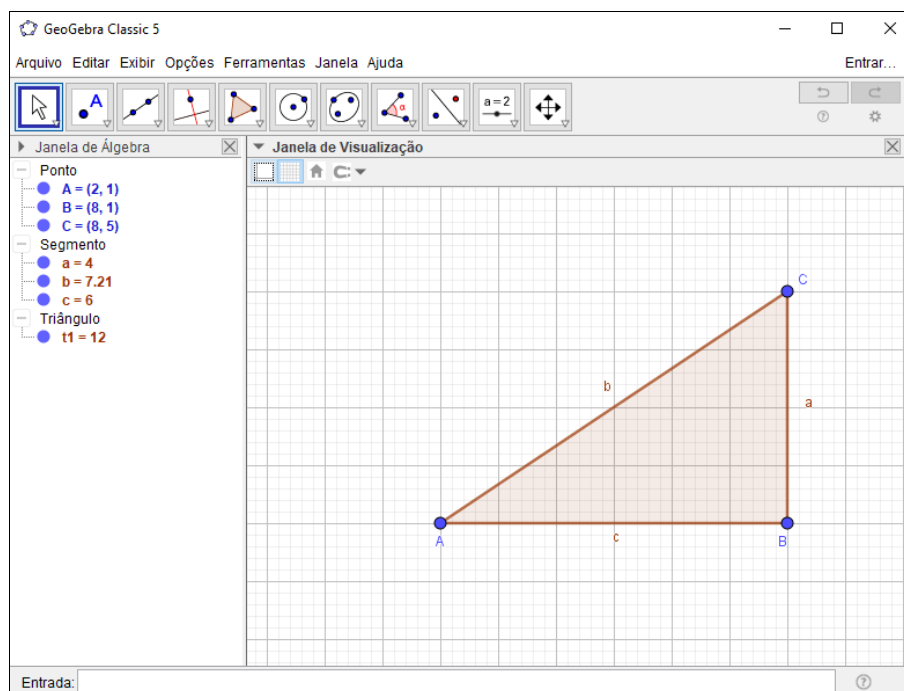 GeoGebra Classic 5
Arquivo Editar Exibir Opções Ferramentas Janela Ajuda Entrar...
A α a=2
Janela de Álgebra
Janela de Visualização
Ponto
A = (2, 1)
B = (8, 1)
C = (8, 5)
Segmento
a = 4
b = 7.21
c = 6
Triângulo
t1 = 12
C
b
a
A
c
B
Entrada: